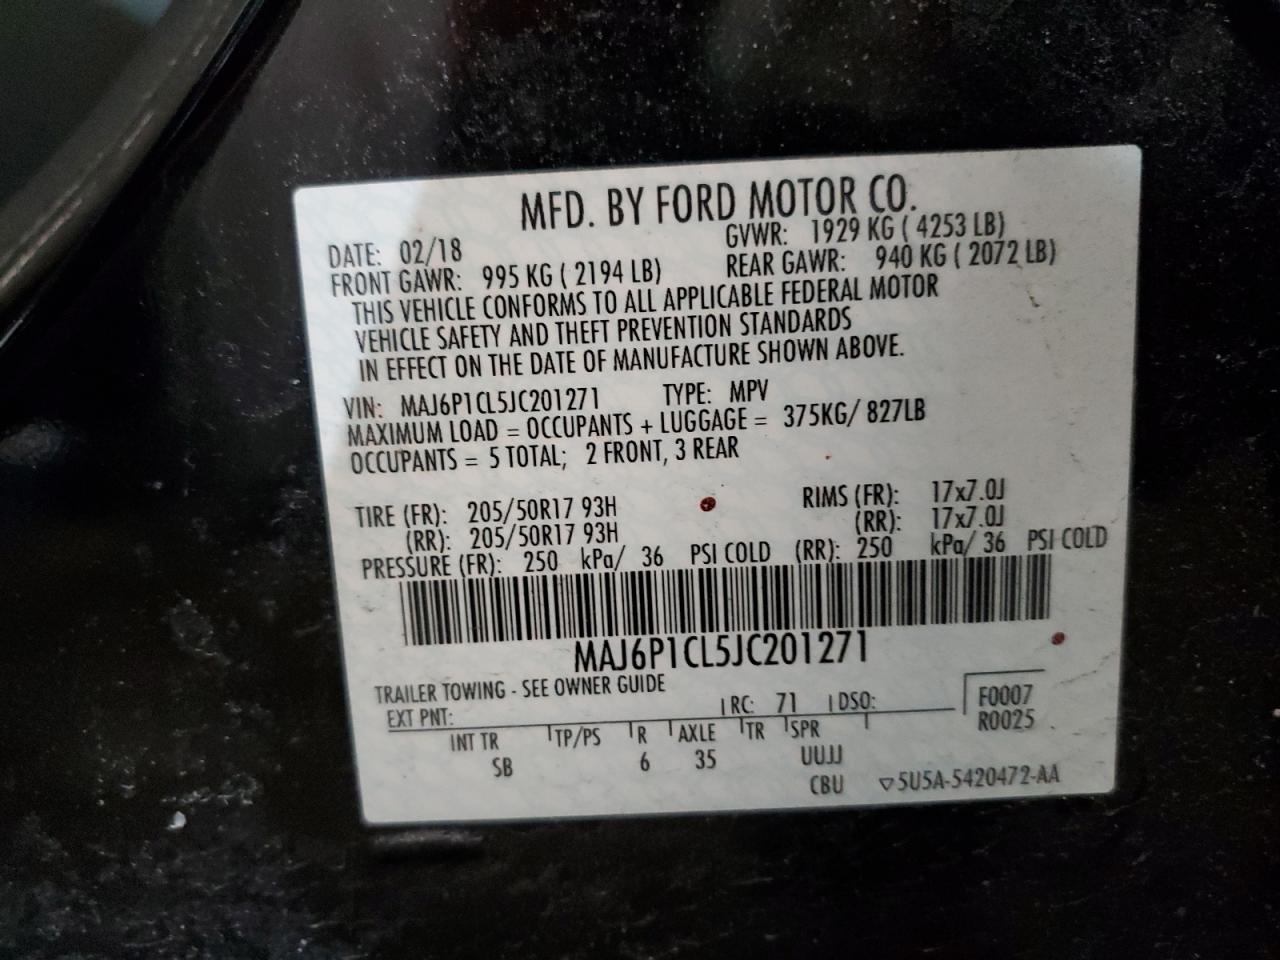 MFD. BY FORD MOTOR CO.
DATE: 02/18 GVWR: 1929 KG ( 4253 LB)
FRONT GAWR: 995 KG ( 2194 LB) REAR GAWR: 940 KG ( 2072 LB)
THIS VEHICLE CONFORMS TO ALL APPLICABLE FEDERAL MOTOR
VEHICLE SAFETY AND THEFT PREVENTION STANDARDS
IN EFFECT ON THE DATE OF MANUFACTURE SHOWN ABOVE.
VIN: MAJ6P1CL5JC201271 TYPE: MPV
MAXIMUM LOAD = OCCUPANTS + LUGGAGE = 375KG/ 827LB
OCCUPANTS = 5 TOTAL; 2 FRONT, 3 REAR
TIRE (FR): 205/50R17 93H RIMS (FR): 17x7.0J
(RR): 205/50R17 93H (RR): 17x7.0J
PRESSURE (FR): 250 kPa/ 36 PSI COLD (RR): 250 kPa/ 36 PSI COLD
MAJ6P1CL5JC201271
TRAILER TOWING - SEE OWNER GUIDE
EXT PNT: RC: 71 DSO: F0007
R0025
INT TR TP/PS R AXLE TR SPR
SB 6 35 UUJJ
CBU ▽5U5A-5420472-AA